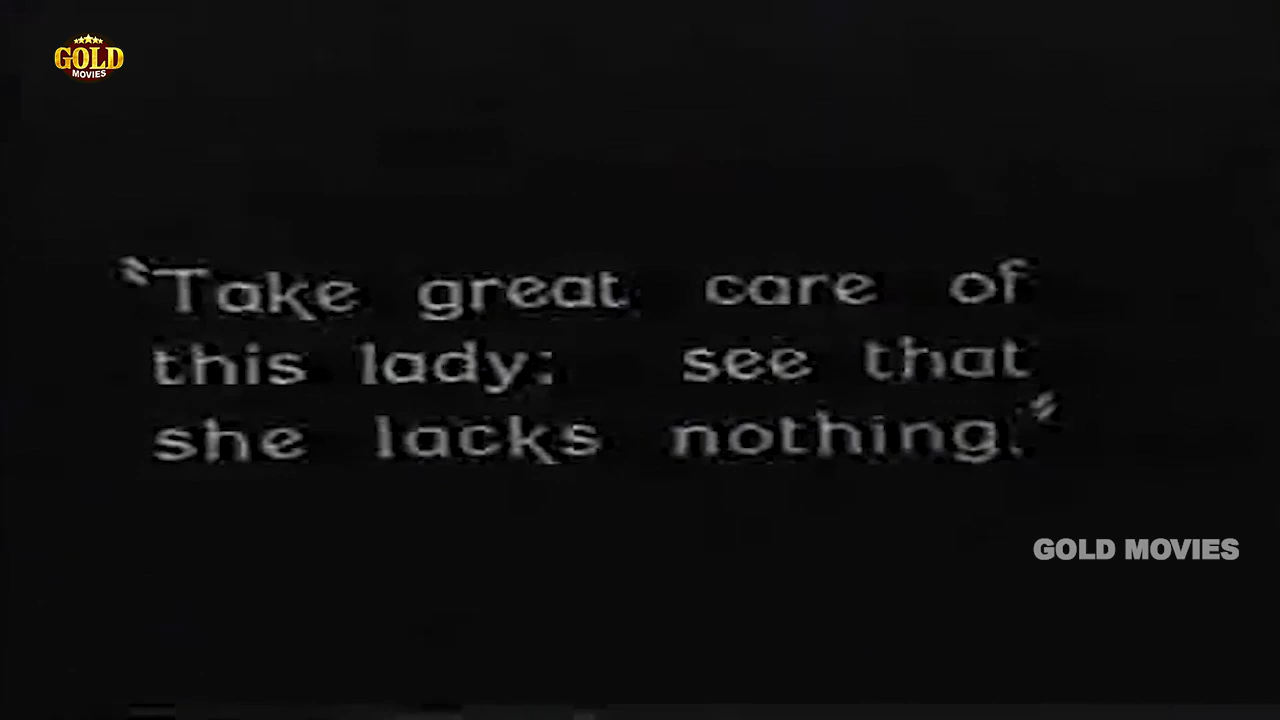 GOLD
MOVIES
"Take great care of
this lady; see that
she lacks nothing."
GOLD MOVIES